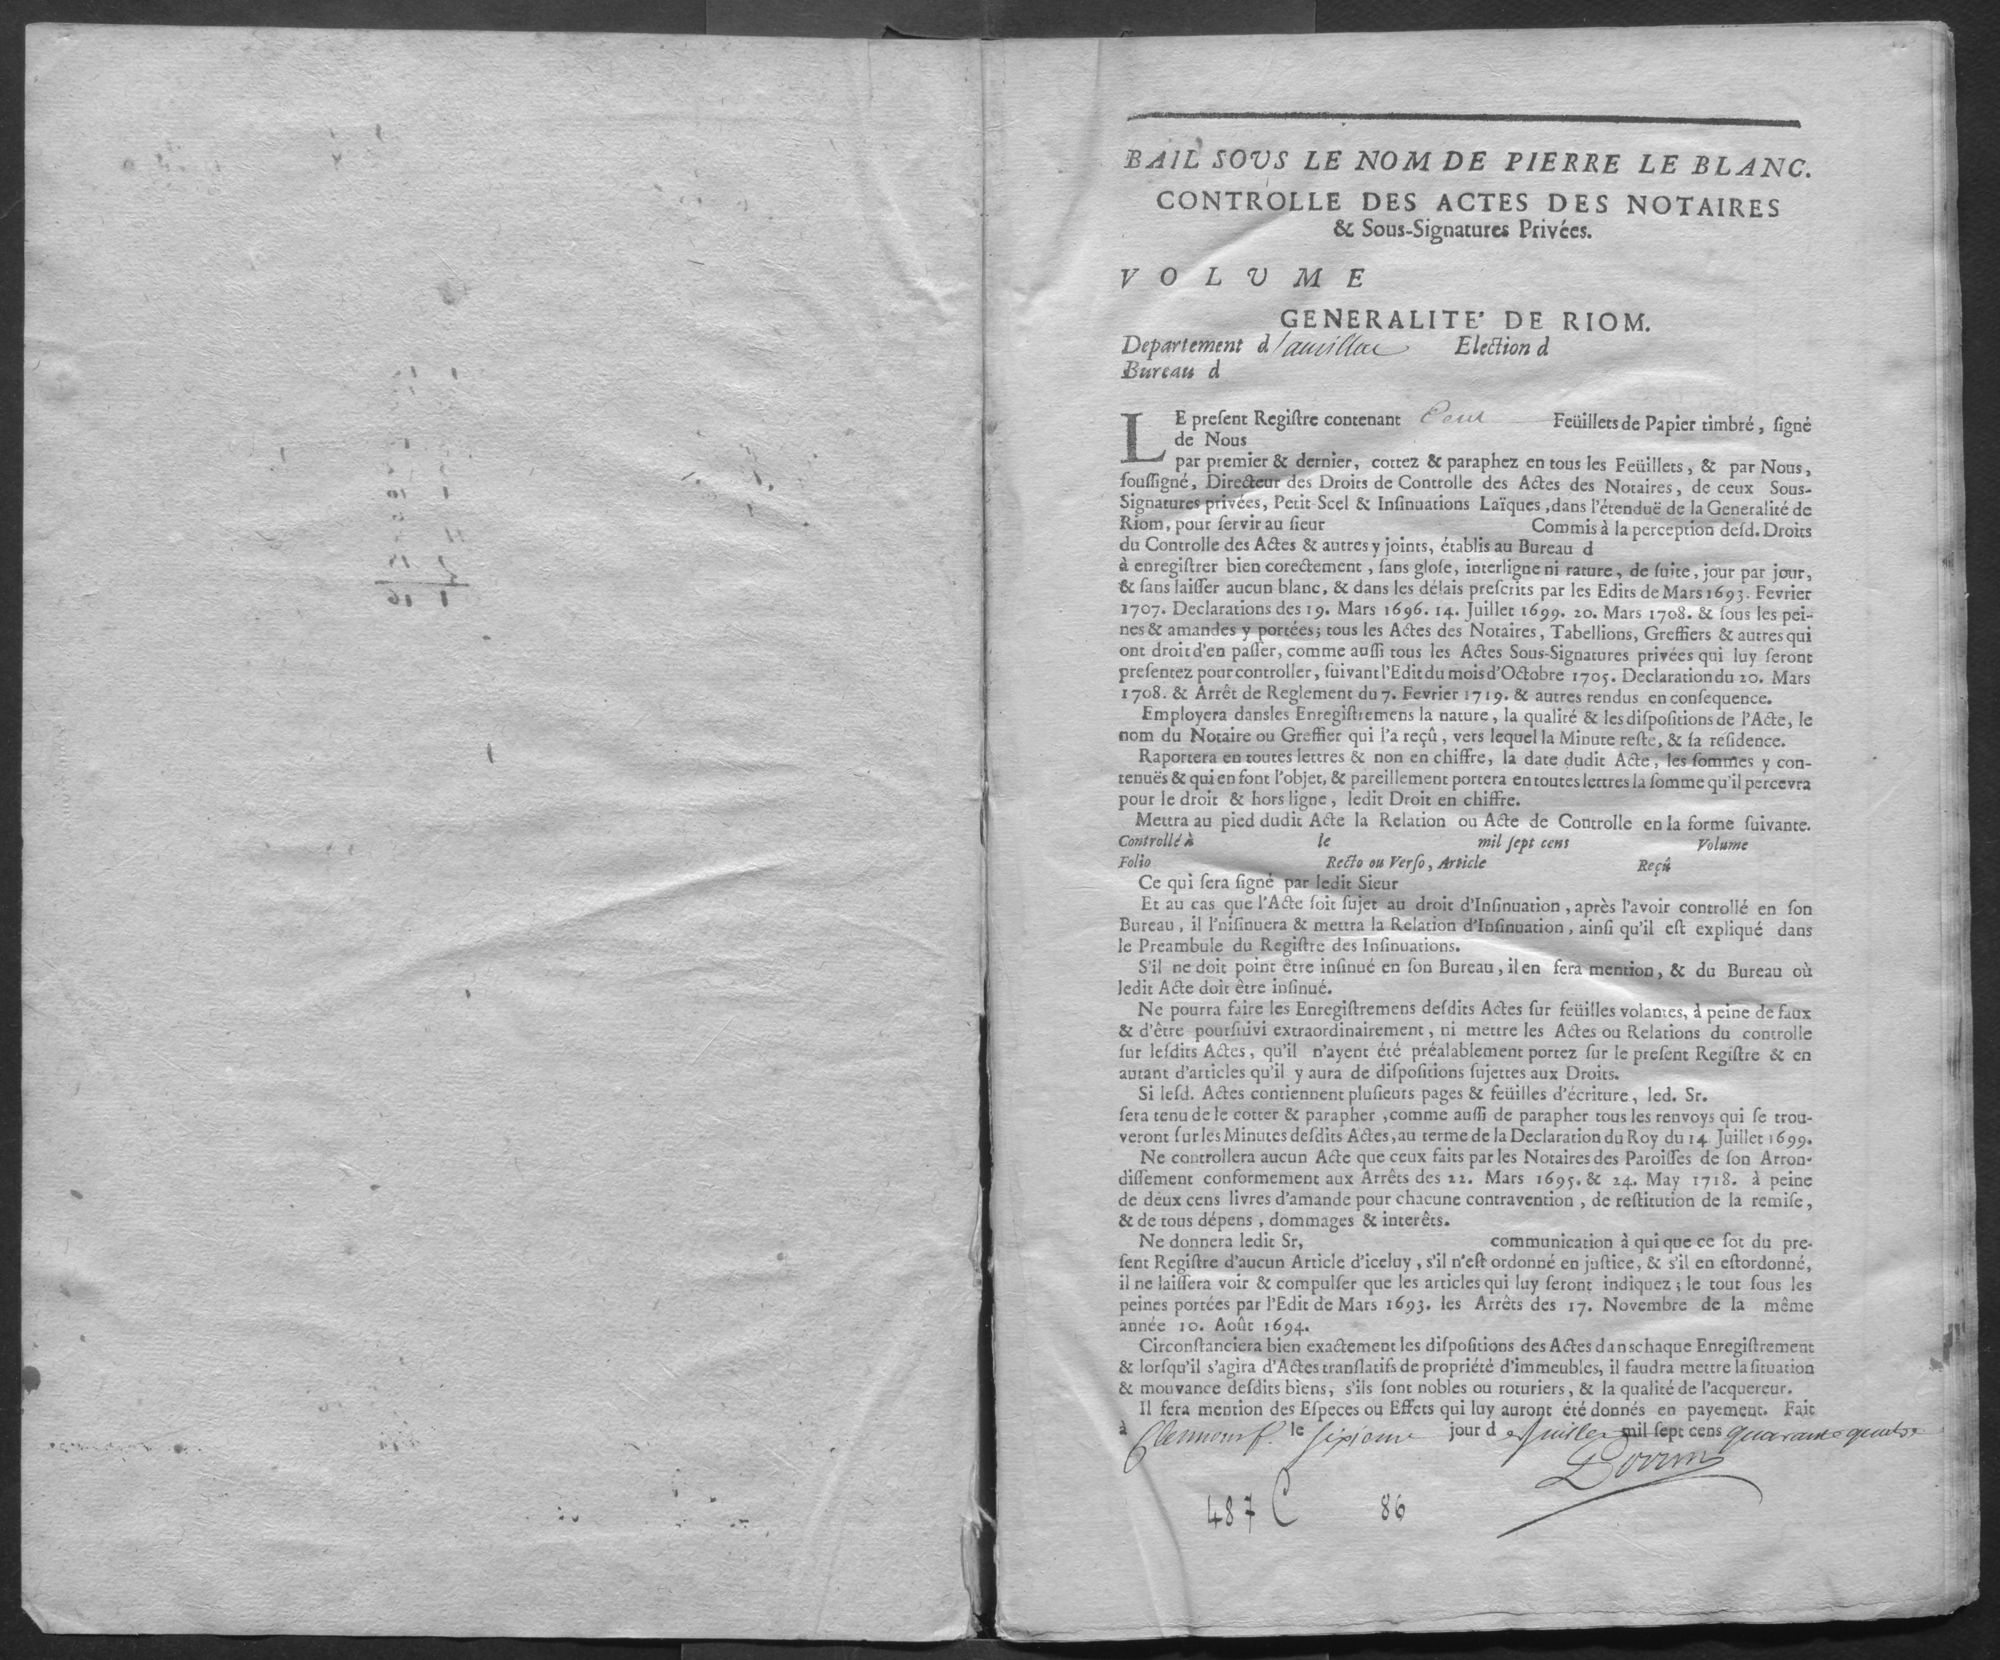 BAIL SOUS LE NOM DE PIERRE LE BLANC.
CONTROLLE DES ACTES DES NOTAIRES
& Sous-Signatures Privées.
VOLUME
GENERALITE' DE RIOM.
Departement d Election d
Bureau d
LE preſent Regiſtre contenant Cent Feüillets de Papier timbré, ſigné
de Nous
par premier & dernier, cottez & paraphez en tous les Feüillets, & par Nous,
ſouſſigné, Directeur des Droits de Controlle des Actes des Notaires, de ceux Sous-
Signatures privées, Petit-Scel & Inſinuations Laïques, dans l'étenduë de la Generalité de
Riom, pour ſervir au ſieur Commis à la perception deſd. Droits
du Controlle des Actes & autres y joints, établis au Bureau d
à enregiſtrer bien corectement, ſans gloſe, interligne ni rature, de ſuite, jour par jour,
& ſans laiſſer aucun blanc, & dans les délais preſcrits par les Edits de Mars 1693. Fevrier
1707. Declarations des 19. Mars 1696. 14. Juillet 1699. 20. Mars 1708. & ſous les pei-
nes & amandes y portées; tous les Actes des Notaires, Tabellions, Greffiers & autres qui
ont droit d'en paſſer, comme auſſi tous les Actes Sous-Signatures privées qui luy ſeront
preſentez pour controller, ſuivant l'Edit du mois d'Octobre 1705. Declaration du 20. Mars
1708. & Arrêt de Reglement du 7. Fevrier 1719. & autres rendus en conſequence.
Employera dansles Enregiſtremens la nature, la qualité & les diſpoſitions de l'Acte, le
nom du Notaire ou Greffier qui l'a reçû, vers lequel la Minute reſte, & ſa réſidence.
Raportera en toutes lettres & non en chiffre, la date dudit Acte, les ſommes y con-
tenuës & qui en font l'objet, & pareillement portera en toutes lettres la ſomme qu'il percevra
pour le droit & hors ligne, ledit Droit en chiffre.
Mettra au pied dudit Acte la Relation ou Acte de Controlle en la forme ſuivante.
Controllé à le mil ſept cens Volume
Folio Recto ou Verſo, Article Reçû
Ce qui ſera ſigné par ledit Sieur
Et au cas que l'Acte ſoit ſujet au droit d'Inſinuation, après l'avoir controllé en ſon
Bureau, il l'niſinuera & mettra la Relation d'Inſinuation, ainſi qu'il eſt expliqué dans
le Preambule du Regiſtre des Inſinuations.
S'il ne doit point être inſinué en ſon Bureau, il en fera mention, & du Bureau où
ledit Acte doit être inſinué.
Ne pourra faire les Enregiſtremens deſdits Actes ſur feüilles volantes, à peine de faux
& d'être pourſuivi extraordinairement, ni mettre les Actes ou Relations du controlle
ſur leſdits Actes, qu'il n'ayent été préalablement portez ſur le preſent Regiſtre & en
autant d'articles qu'il y aura de diſpoſitions ſujettes aux Droits.
Si leſd. Actes contiennent pluſieurs pages & feüilles d'écriture, led. Sr.
ſera tenu de le cotter & parapher, comme auſſi de parapher tous les renvoys qui ſe trou-
veront ſur les Minutes deſdits Actes, au terme de la Declaration du Roy du 14 Juillet 1699.
Ne controllera aucun Acte que ceux faits par les Notaires des Paroiſſes de ſon Arron-
diſſement conformement aux Arrêts des 22. Mars 1695. & 24. May 1718. à peine
de deux cens livres d'amande pour chacune contravention, de reſtitution de la remiſe,
& de tous dépens, dommages & interêts.
Ne donnera ledit Sr, communication à qui que ce ſot du pre-
ſent Regiſtre d'aucun Article d'iceluy, s'il n'eſt ordonné en juſtice, & s'il en eſtordonné,
il ne laiſſera voir & compulſer que les articles qui luy ſeront indiquez; le tout ſous les
peines portées par l'Edit de Mars 1693. les Arrêts des 17. Novembre de la même
année 10. Août 1694.
Circonſtanciera bien exactement les diſpoſitions des Actes danschaque Enregiſtrement
& lorſqu'il s'agira d'Actes tranſlatifs de propriété d'immeubles, il faudra mettre la ſituation
& mouvance deſdits biens, s'ils ſont nobles ou roturiers, & la qualité de l'acquereur.
Il fera mention des Eſpeces ou Effets qui luy auront été donnés en payement. Fait
à Clermont le jour de Juillet mil ſept cens quarante quatre
487 C 86